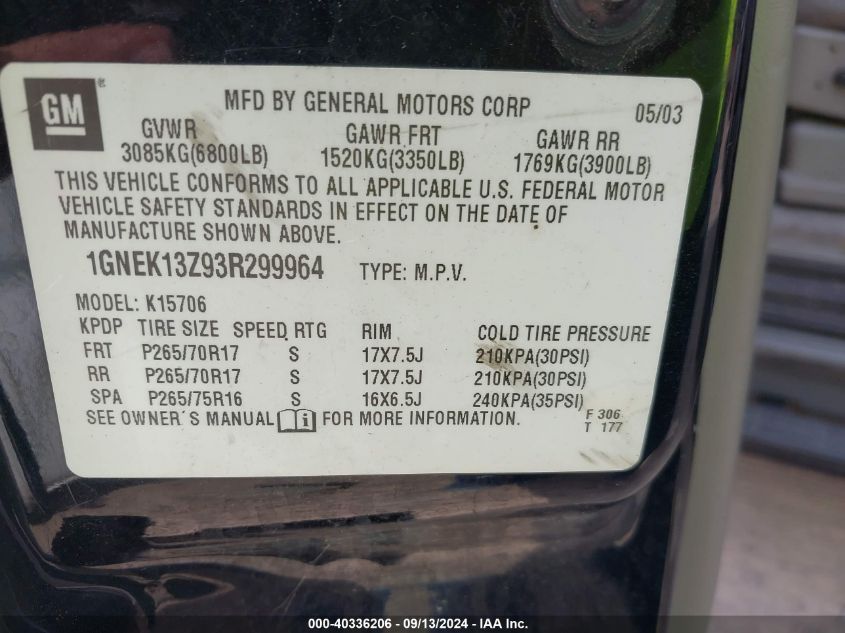 GM®
MFD BY GENERAL MOTORS CORP 05/03
GVWR GAWR FRT GAWR RR
3085KG(6800LB) 1520KG(3350LB) 1769KG(3900LB)
THIS VEHICLE CONFORMS TO ALL APPLICABLE U.S. FEDERAL MOTOR
VEHICLE SAFETY STANDARDS IN EFFECT ON THE DATE OF
MANUFACTURE SHOWN ABOVE.
1GNEK13Z93R299964 TYPE: M.P.V.
MODEL: K15706
KPDP TIRE SIZE SPEED RTG RIM COLD TIRE PRESSURE
FRT P265/70R17 S 17X7.5J 210KPA(30PSI)
RR P265/70R17 S 17X7.5J 210KPA(30PSI)
SPA P265/75R16 S 16X6.5J 240KPA(35PSI)
SEE OWNER´S MANUAL i FOR MORE INFORMATION.
F 306
T 177
000-40336206 - 09/13/2024 - IAA Inc.